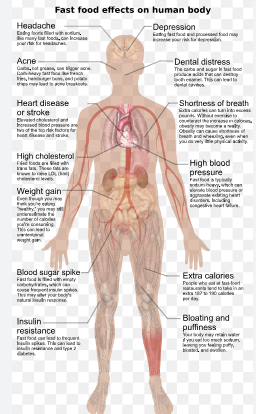 Fast food effects on human body
Headache
Eating foods filled with sodium,
like many fast foods, can increase
your risk for headaches.
Depression
Eating fast food and processed food may
increase your risk for depression.
Acne
Carbs, not grease, can trigger acne.
Carb-heavy fast food like french
fries, hamburger buns, and potato
chips may lead to acne breakouts.
Dental distress
The carbs and sugar in fast food
produce acids that can destroy
tooth enamel. This can lead to
dental cavities.
Heart disease
or stroke
Elevated cholesterol and
increased blood pressure are
two of the top risk factors for
heart disease and stroke.
Shortness of breath
Extra calories can turn into excess
pounds. Without exercise to
counteract the increase in calories,
obesity may become a reality.
Obesity can cause shortness of
breath and wheezing, even when
you do very little physical activity.
High cholesterol
Fried foods are filled with
trans fats. Those fats are
known to raise LDL (bad)
cholesterol levels.
High blood
pressure
Fast food is typically
sodium-heavy, which can
elevate blood pressure or
aggravate existing heart
disorders, including
congestive heart failure.
Weight gain
Even though you may
think you're eating
"healthy," you may still
underestimate the
number of calories
you're consuming.
This can lead to
unintentional
weight gain.
Blood sugar spike
Fast food is filled with empty
carbohydrates, which can
cause frequent insulin spikes.
This may alter your body's
natural insulin response.
Extra calories
People who eat at fast-food
restaurants tend to take in an
extra 187 to 190 calories
per day.
Insulin
resistance
Fast food can lead to frequent
insulin spikes. This can lead to
insulin resistance and type 2
diabetes.
Bloating and
puffiness
Your body may retain water
if you eat too much sodium,
leaving you feeling puffy,
bloated, and swollen.